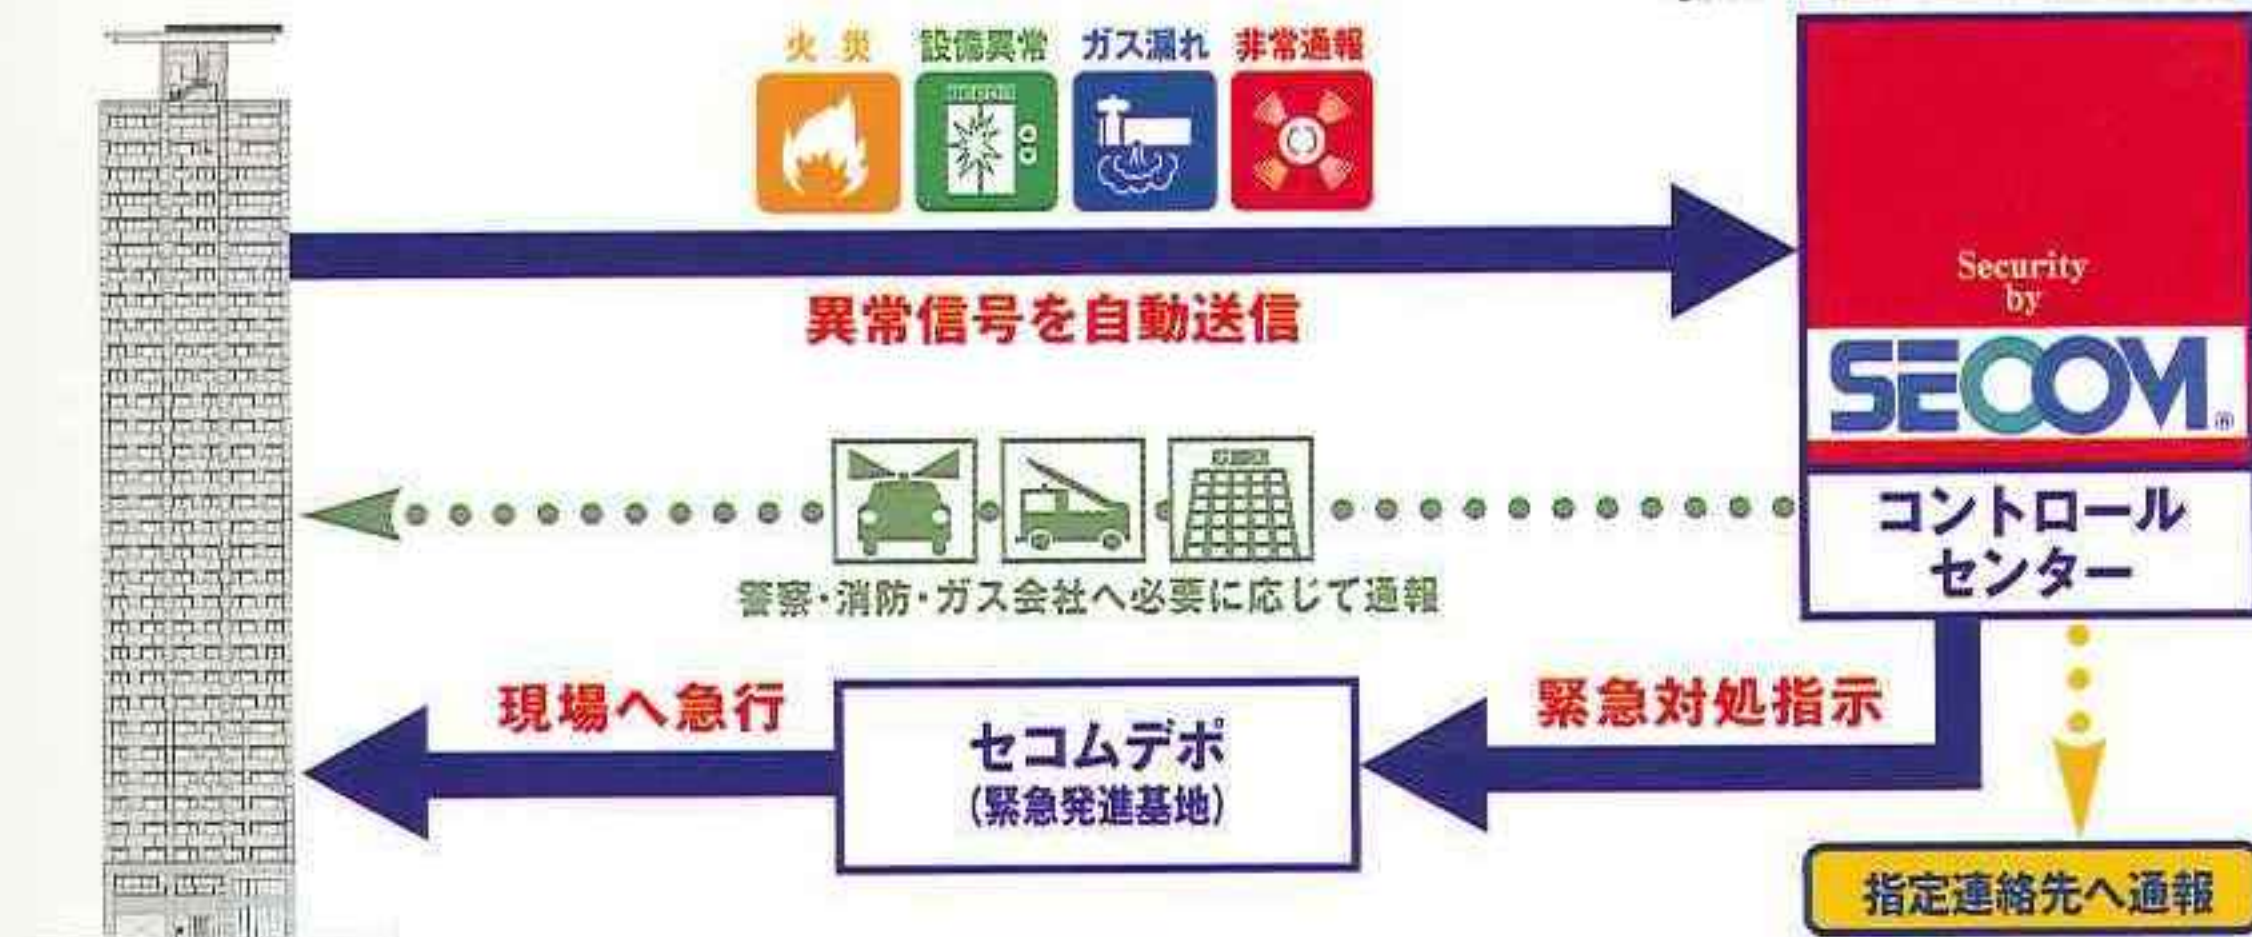 火 災
設備異常
ガス漏れ
非常通報
異常信号を自動送信
Security
by
SECOM®
コントロール
センター
警察・消防・ガス会社へ必要に応じて通報
緊急対処指示
現場へ急行
セコムデポ
(緊急発進基地)
指定連絡先へ通報